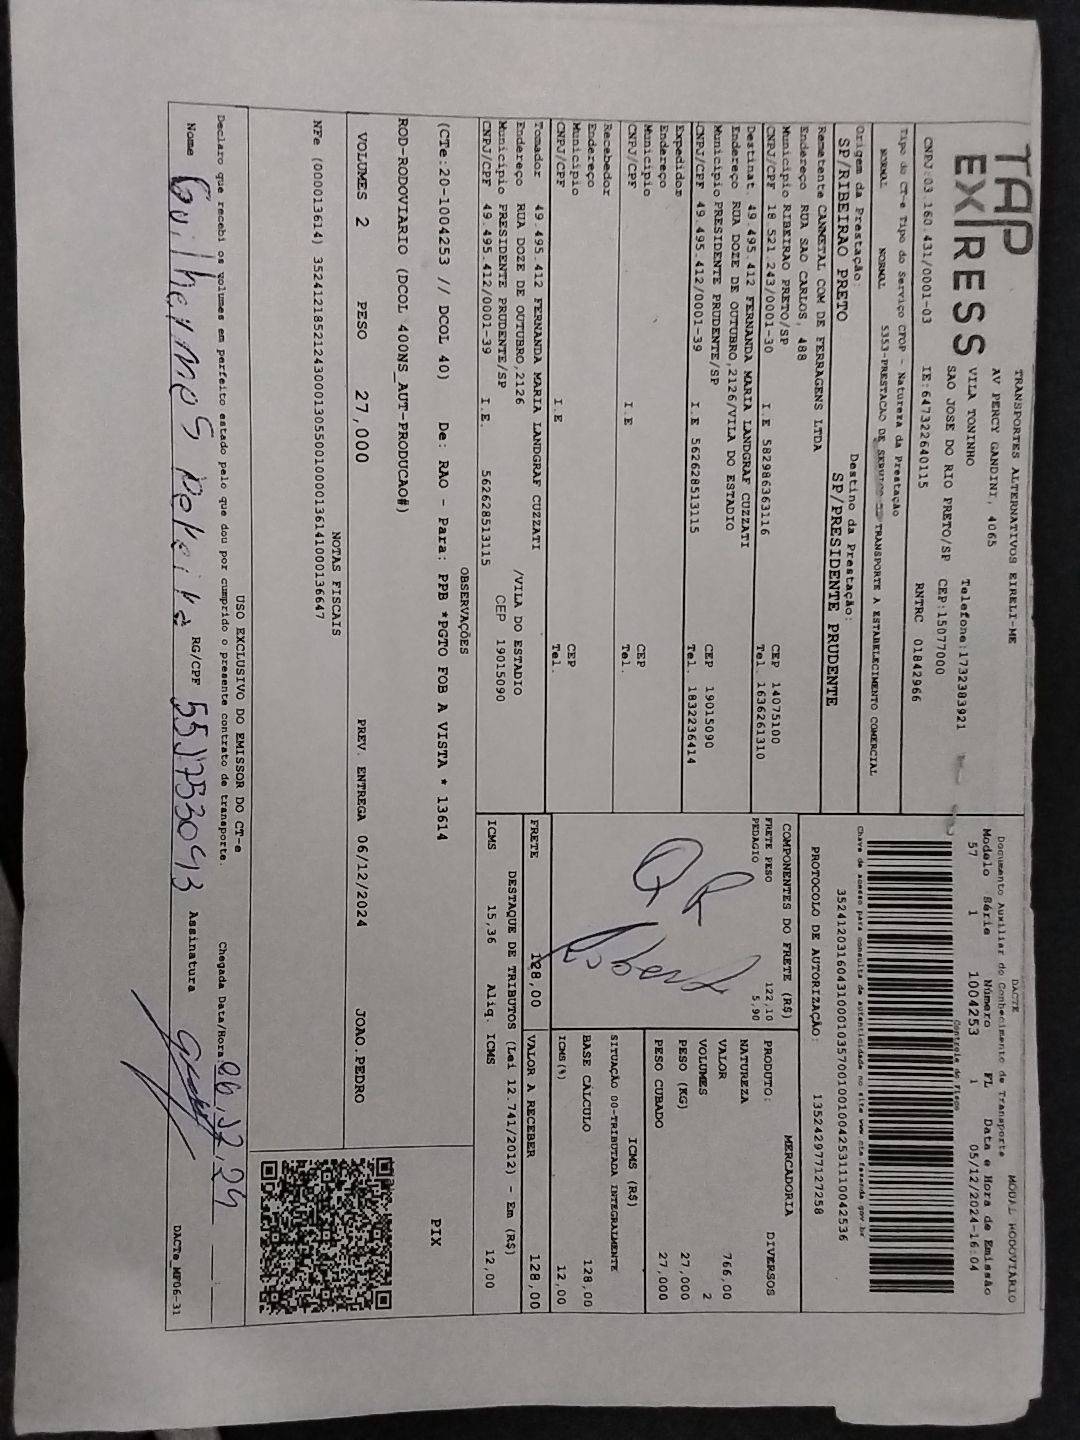 TAP
EXPRESS
TRANSPORTES ALTERNATIVOS EIRELI-ME
AV PERCY GANDINI, 4065
VILA TONINHO
SAO JOSE DO RIO PRETO/SP
Telefone:1732383921
CEP:15077000
CNPJ:03.160.431/0001-03 IE:647322640115 RNTRC 01842966
Tipo do CT-e Tipo do Serviço CFOP - Natureza da Prestação
NORMAL NORMAL 5353-PRESTACAO DE SERVICO DE TRANSPORTE A ESTABELECIMENTO COMERCIAL
Origem da Prestação: Destino da Prestação:
SP/RIBEIRAO PRETO SP/PRESIDENTE PRUDENTE
Remetente CANMETAL COM DE FERRAGENS LTDA
Endereço RUA SAO CARLOS, 488
Município RIBEIRAO PRETO/SP CEP 14075100
CNPJ/CPF 18.521.243/0001-30 I.E 582986363116 Tel. 1636261310
Destinat. 49.495.412 FERNANDA MARIA LANDGRAF CUZZATI
Endereço RUA DOZE DE OUTUBRO,2126/VILA DO ESTADIO
Município PRESIDENTE PRUDENTE/SP CEP 19015090
CNPJ/CPF 49.495.412/0001-39 I.E 562628513115 Tel. 1832236414
Expedidor
Endereço
Município CEP
CNPJ/CPF I.E Tel.
Recebedor
Endereço
Município CEP
CNPJ/CPF I.E Tel.
Tomador 49.495.412 FERNANDA MARIA LANDGRAF CUZZATI
Endereço RUA DOZE DE OUTUBRO,2126 /VILA DO ESTADIO
Município PRESIDENTE PRUDENTE/SP CEP 19015090
CNPJ/CPF 49.495.412/0001-39 I.E. 562628513115
DACTE MODAL RODOVIARIO
Documento Auxiliar do Conhecimento de Transporte
Modelo Série Número FL Data e Hora de Emissão
57 1 1004253 1 05/12/2024-16:04
Controle do Fisco
Chave de acesso para consulta de autenticidade no site www.cte.fazenda.gov.br
35241203160431000103570010010042531110042536
PROTOCOLO DE AUTORIZAÇÃO: 135242977127258
COMPONENTES DO FRETE (R$)
FRETE PESO 122,10
PEDAGIO 5,90
QR
Robert
MERCADORIA
PRODUTO: DIVERSOS
NATUREZA
VALOR 766,00
VOLUMES 2
PESO (KG) 27,000
PESO CUBADO 27,000
ICMS (R$)
SITUAÇÃO 00-TRIBUTADA INTEGRALMENTE
BASE CÁLCULO 128,00
ICMS(%) 12,00
FRETE 128,00 VALOR A RECEBER 128,00
DESTAQUE DE TRIBUTOS (Lei 12.741/2012) - Em (R$)
ICMS 15,36 Aliq. ICMS 12,00
OBSERVAÇÕES
(CTe:20-1004253 // DCOL 40) De: RAO - Para: PPB *PGTO FOB A VISTA * 13614
ROD-RODOVIARIO (DCOL 400NS_AUT-PRODUCAO#)
PIX
VOLUMES 2 PESO 27,000 PREV. ENTREGA 06/12/2024 JOAO.PEDRO
NOTAS FISCAIS
NFe (000013614) 35241218521243000130550010000136141000136647
USO EXCLUSIVO DO EMISSOR DO CT-e
Declaro que recebi os volumes em perfeito estado pelo que dou por cumprido o presente contrato de transporte. Chegada Data/Hora:
Nome RG/CPF Assinatura
DACTe_MF06-31